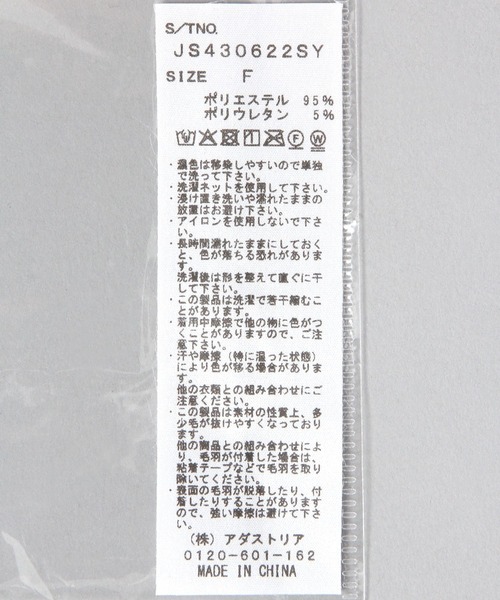 S/TNO.
JS430622SY
SIZE F
ポリエステル 95%
ポリウレタン 5%
・濃色は移染しやすいので単独
で洗って下さい。
・洗濯ネットを使用して下さい。
・浸け置き洗いや濡れたままの
放置はお避け下さい。
・アイロンを使用しないで下さ
い。
・長時間濡れたままにしておく
と、色が落ちる恐れがありま
す。
洗濯後は形を整えて直ぐに干
して下さい。
・この製品は洗濯で若干縮むこ
とがあります。
・着用中摩擦で他の物に色がつ
くことがありますので、ご注
意下さい。
・汗や摩擦（特に湿った状態）
により色が移る場合がありま
す。
他の衣類との組み合わせにご
注意ください。
・この製品は素材の性質上、多
少毛が抜けやすくなっており
ます。
他の商品との組み合わせによ
り、毛羽が付着した場合は、
粘着テープなどで毛羽を取り
除いてください。
・表面の毛羽が脱着したり、付
着したりすることがあります
ので、強い摩擦は避けて下さ
い。
（株）アダストリア
0120-601-162
MADE IN CHINA